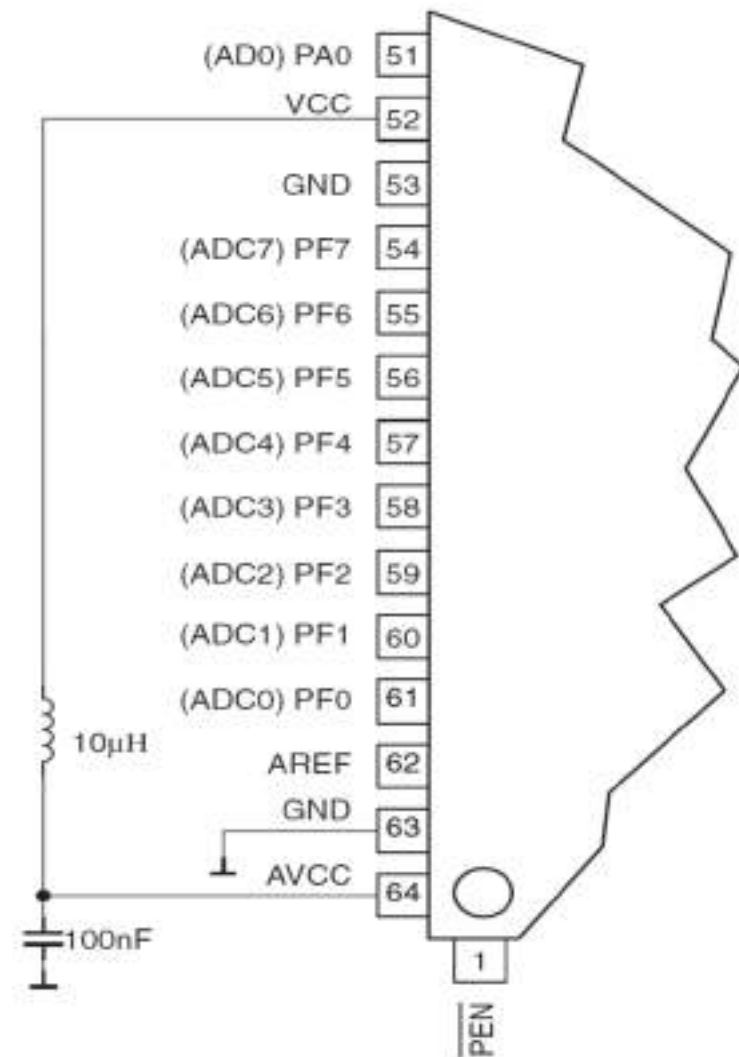 (AD0) PA0 51
VCC 52
GND 53
(ADC7) PF7 54
(ADC6) PF6 55
(ADC5) PF5 56
(ADC4) PF4 57
(ADC3) PF3 58
(ADC2) PF2 59
(ADC1) PF1 60
(ADC0) PF0 61
10μH
AREF 62
GND 63
AVCC 64
100nF
1
PEN